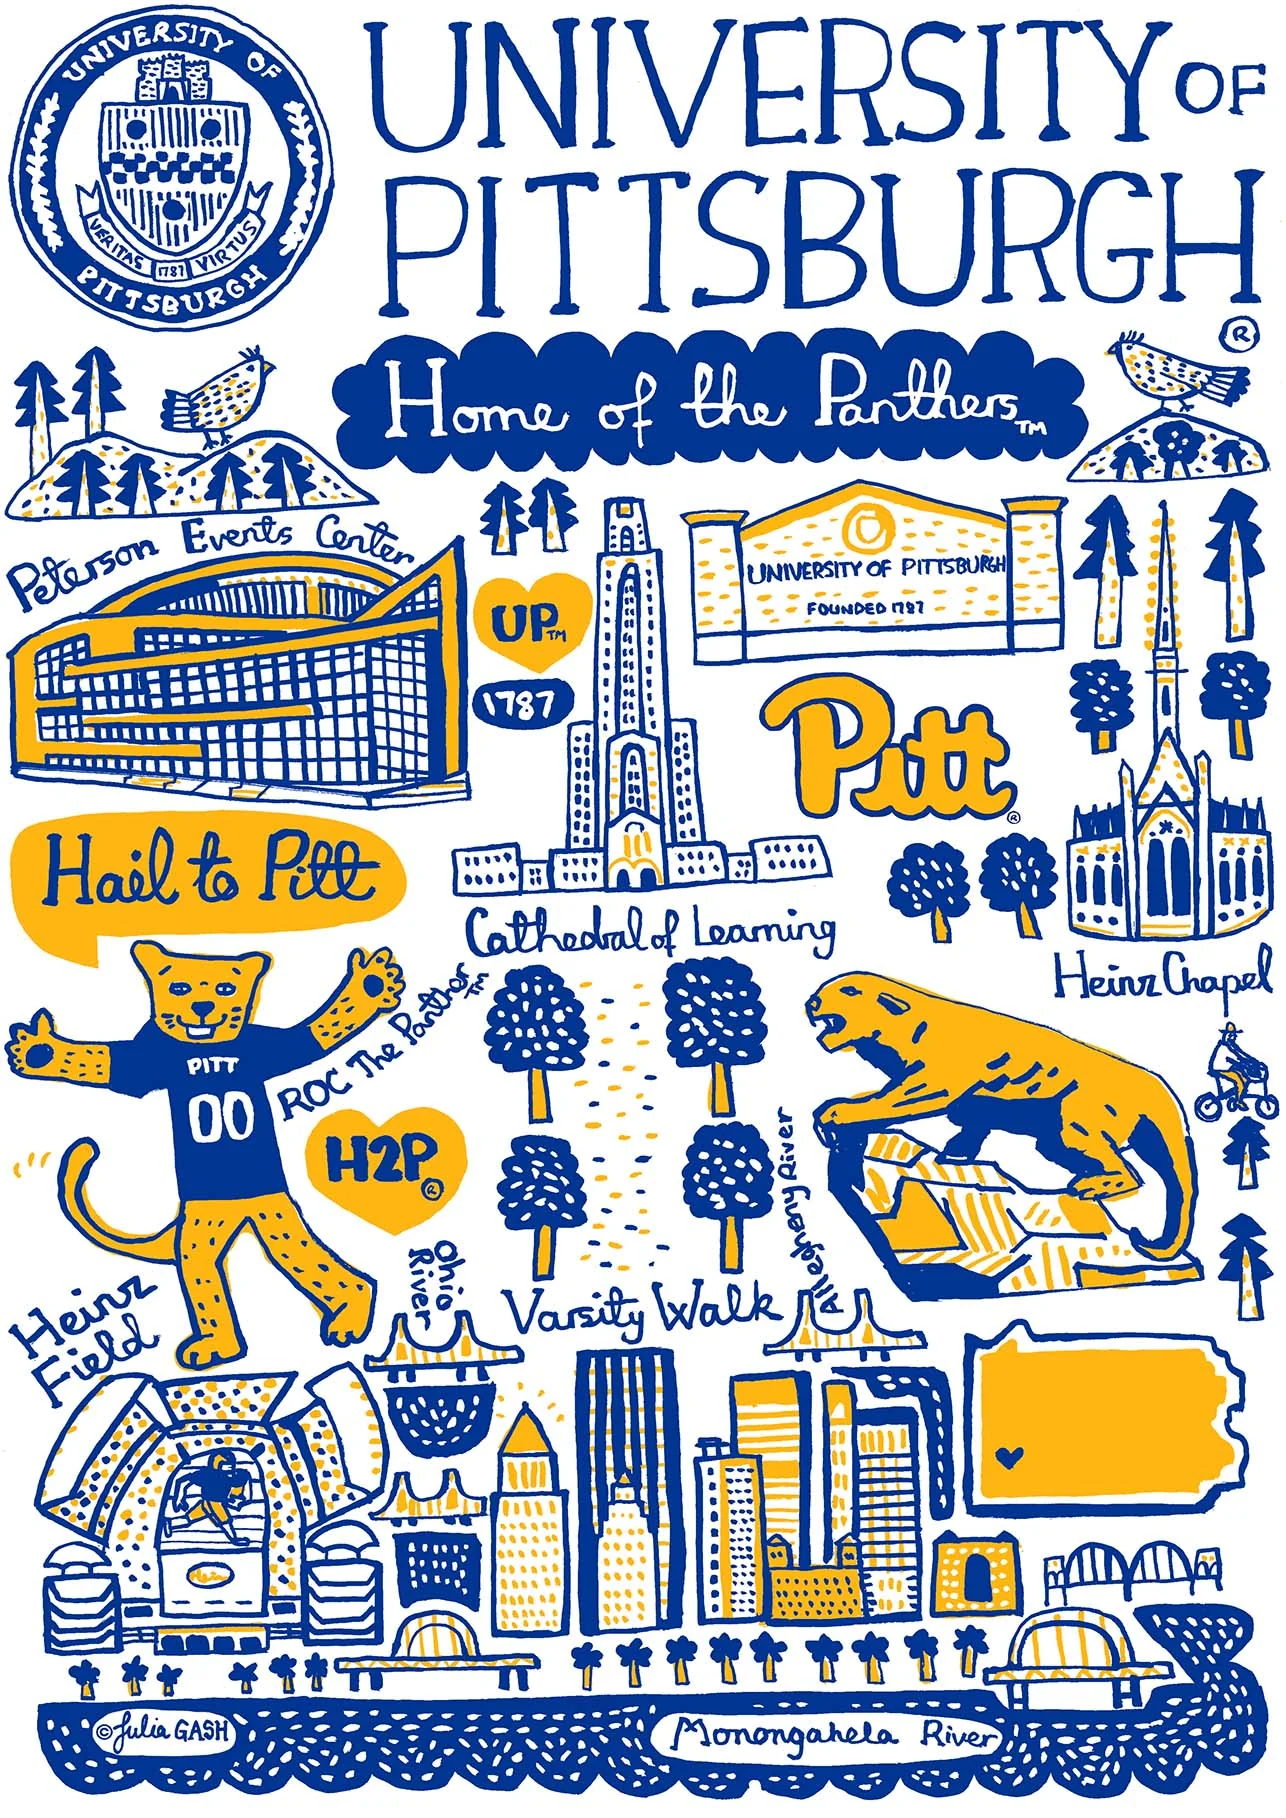 UNIVERSITY OF
VERITAS 1787 VIRTUS
PITTSBURGH
UNIVERSITY OF
PITTSBURGH
®
Home of the Panthers™
Peterson Events Center
UP™
1787
UNIVERSITY OF PITTSBURGH
FOUNDED 1787
Pitt®
Hail to Pitt
Cathedral of Learning
Heinz Chapel
PITT
00
ROC The Panther™
H2P®
Allegheny River
Ohio
River
Varsity Walk
Heinz
Field
Heinz
© Julia GASH
Monongahela River